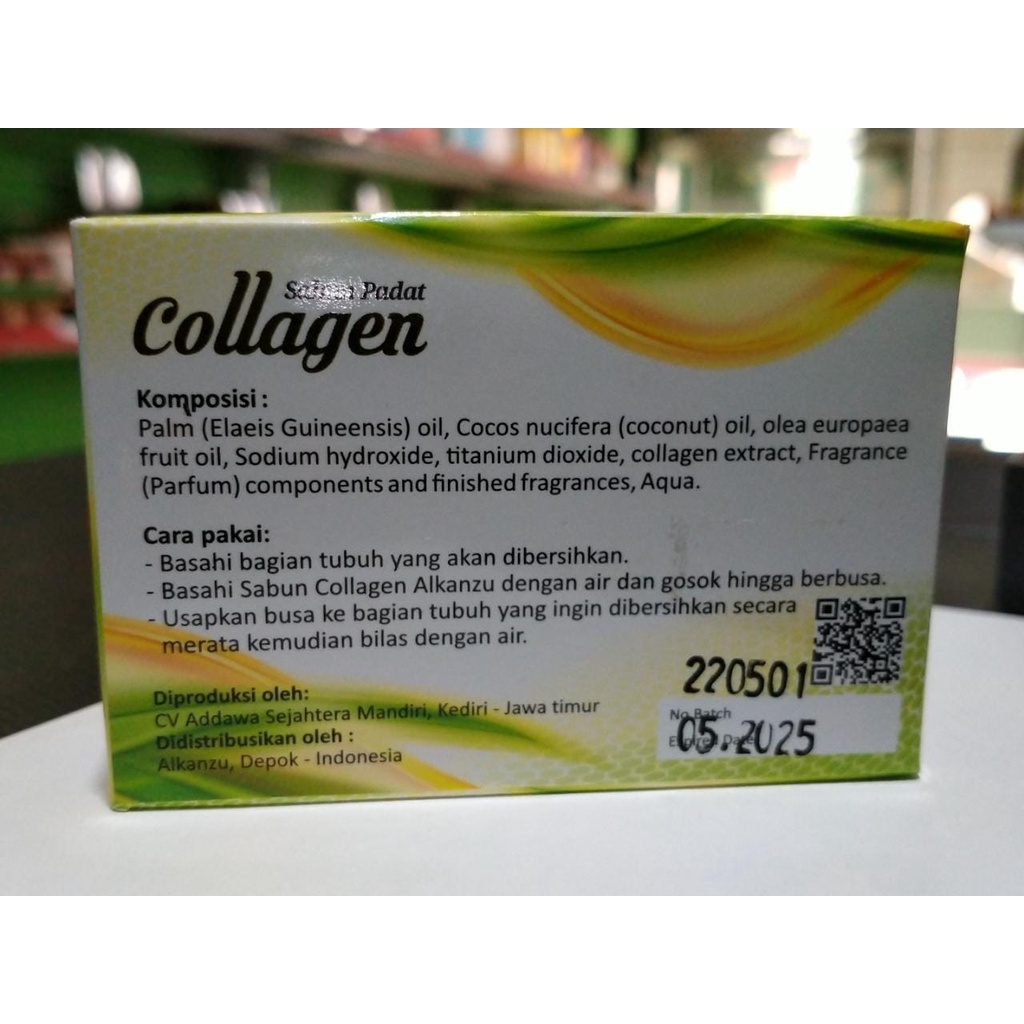 Sabun Padat
Collagen
Komposisi :
Palm (Elaeis Guineensis) oil, Cocos nucifera (coconut) oil, olea europaea
fruit oil, Sodium hydroxide, titanium dioxide, collagen extract, Fragrance
(Parfum) components and finished fragrances, Aqua.
Cara pakai:
- Basahi bagian tubuh yang akan dibersihkan.
- Basahi Sabun Collagen Alkanzu dengan air dan gosok hingga berbusa.
- Usapkan busa ke bagian tubuh yang ingin dibersihkan secara
merata kemudian bilas dengan air.
220501
Diproduksi oleh:
CV Addawa Sejahtera Mandiri, Kediri - Jawa timur
No Batch
Didistribusikan oleh :
05.2025
Alkanzu, Depok - Indonesia